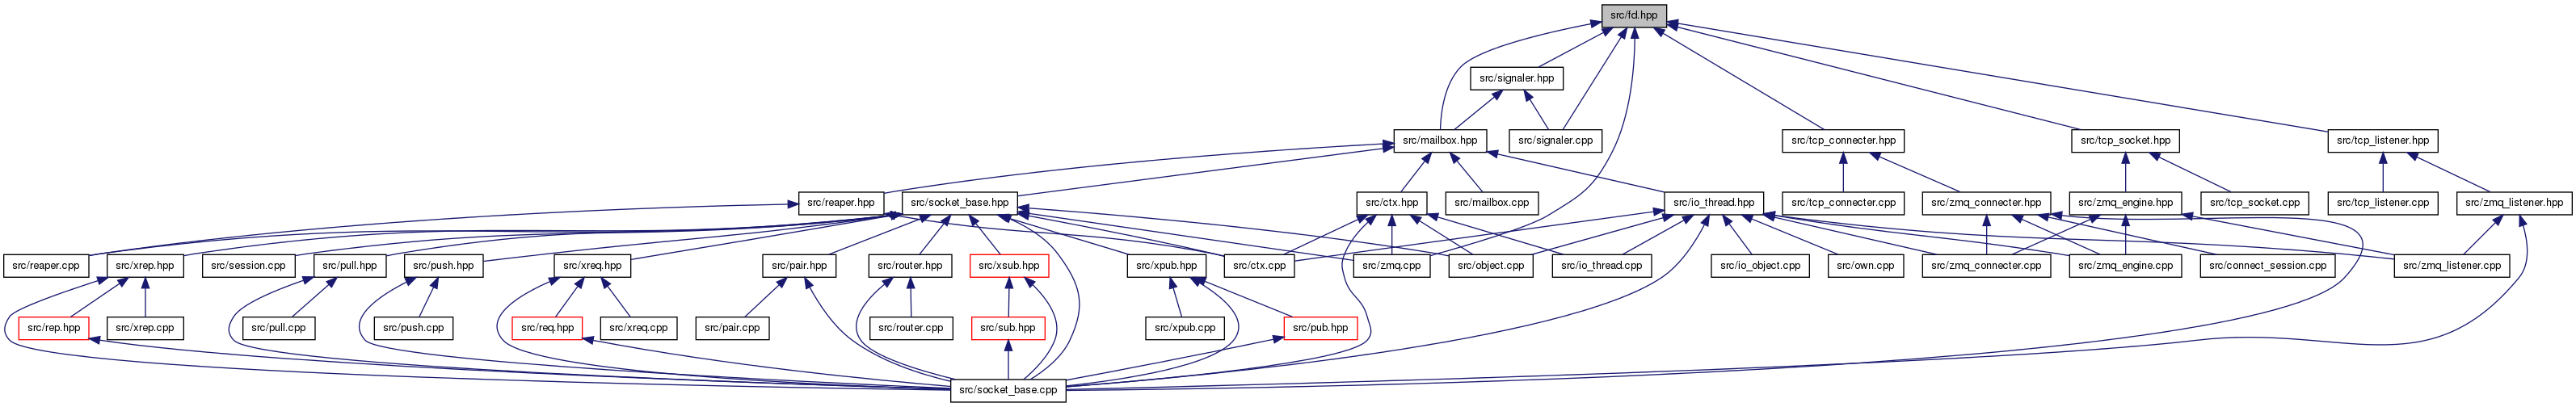 src/fd.hpp
src/signaler.hpp
src/mailbox.hpp
src/signaler.cpp
src/tcp_connecter.hpp
src/tcp_socket.hpp
src/tcp_listener.hpp
src/reaper.hpp
src/socket_base.hpp
src/ctx.hpp
src/mailbox.cpp
src/io_thread.hpp
src/tcp_connecter.cpp
src/zmq_connecter.hpp
src/zmq_engine.hpp
src/tcp_socket.cpp
src/tcp_listener.cpp
src/zmq_listener.hpp
src/reaper.cpp
src/xrep.hpp
src/session.cpp
src/pull.hpp
src/push.hpp
src/xreq.hpp
src/pair.hpp
src/router.hpp
src/xsub.hpp
src/xpub.hpp
src/ctx.cpp
src/zmq.cpp
src/object.cpp
src/io_thread.cpp
src/io_object.cpp
src/own.cpp
src/zmq_connecter.cpp
src/zmq_engine.cpp
src/connect_session.cpp
src/zmq_listener.cpp
src/rep.hpp
src/xrep.cpp
src/pull.cpp
src/push.cpp
src/req.hpp
src/xreq.cpp
src/pair.cpp
src/router.cpp
src/sub.hpp
src/xpub.cpp
src/pub.hpp
src/socket_base.cpp